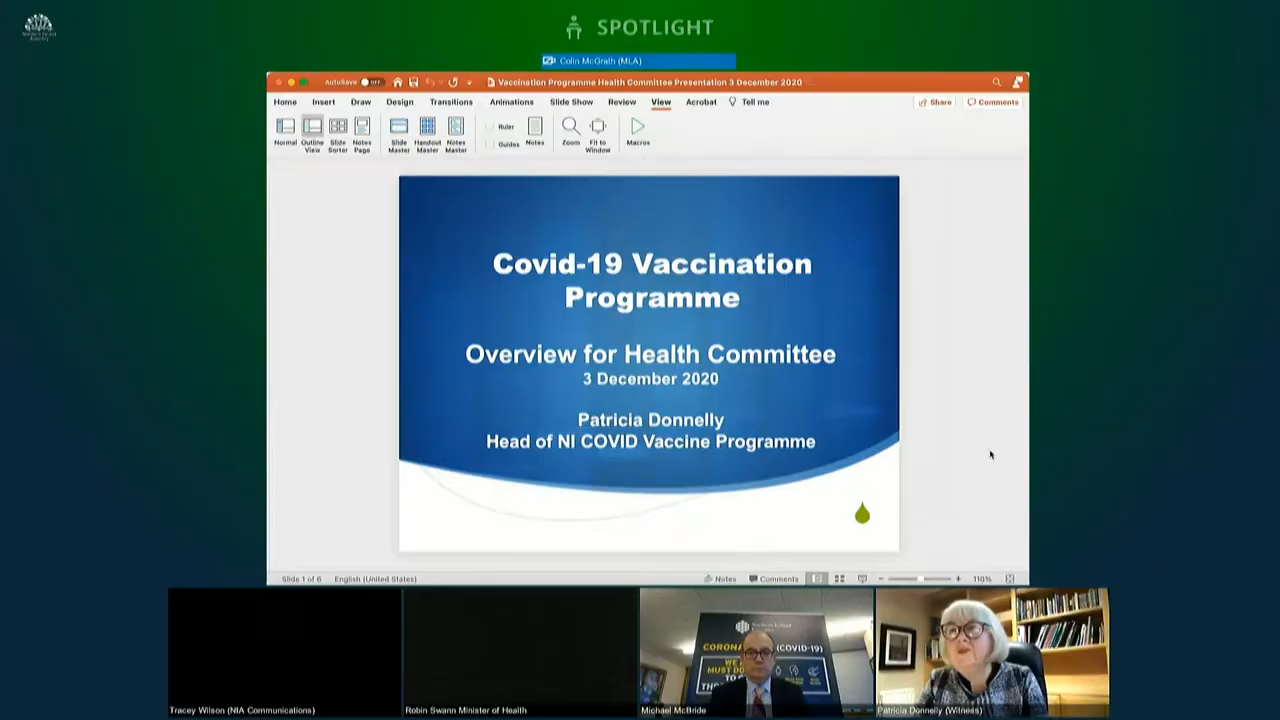 SPOTLIGHT
Colin McGrath (MLA)
AutoSave OFF
Vaccination Programme Health Committee Presentation 3 December 2020
Home Insert Draw Design Transitions Animations Slide Show Review View Acrobat Tell me Share Comments
Normal Outline View Slide Sorter Notes Page Slide Master Handout Master Notes Master Ruler Guides Notes Zoom Fit to Window Macros
Covid-19 Vaccination
Programme
Overview for Health Committee
3 December 2020
Patricia Donnelly
Head of NI COVID Vaccine Programme
Slide 1 of 6 English (United States) Notes Comments 110%
(COVID-19)
Tracey Wilson (NIA Communications)
Robin Swann Minister of Health
Michael McBride
Patricia Donnelly (Witness)